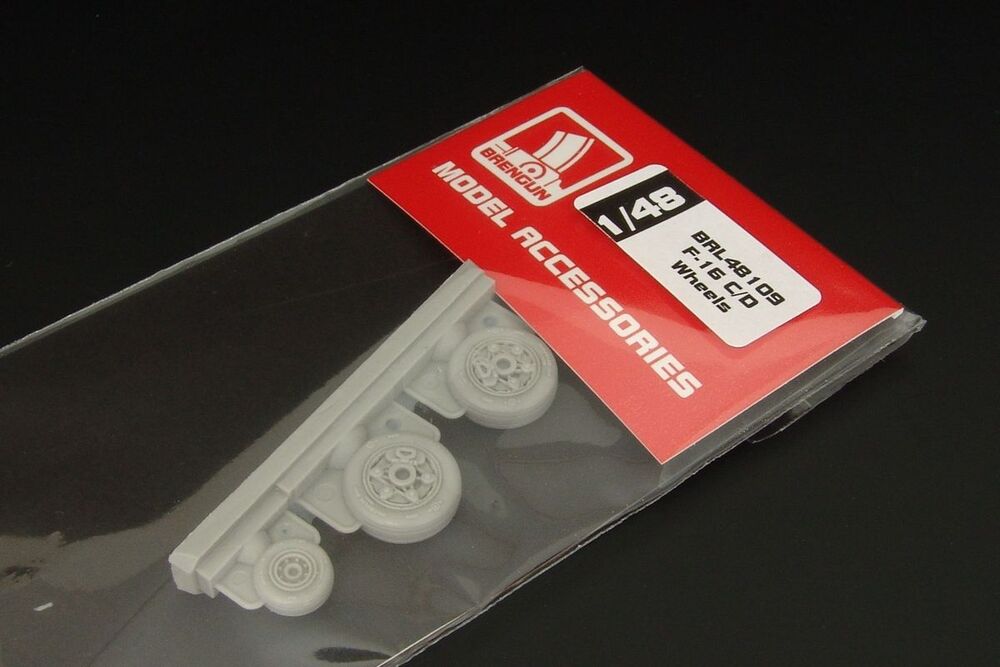 BRENGUN
MODEL ACCESSORIES
1/48
BRL48109
F-16 C/D
Wheels